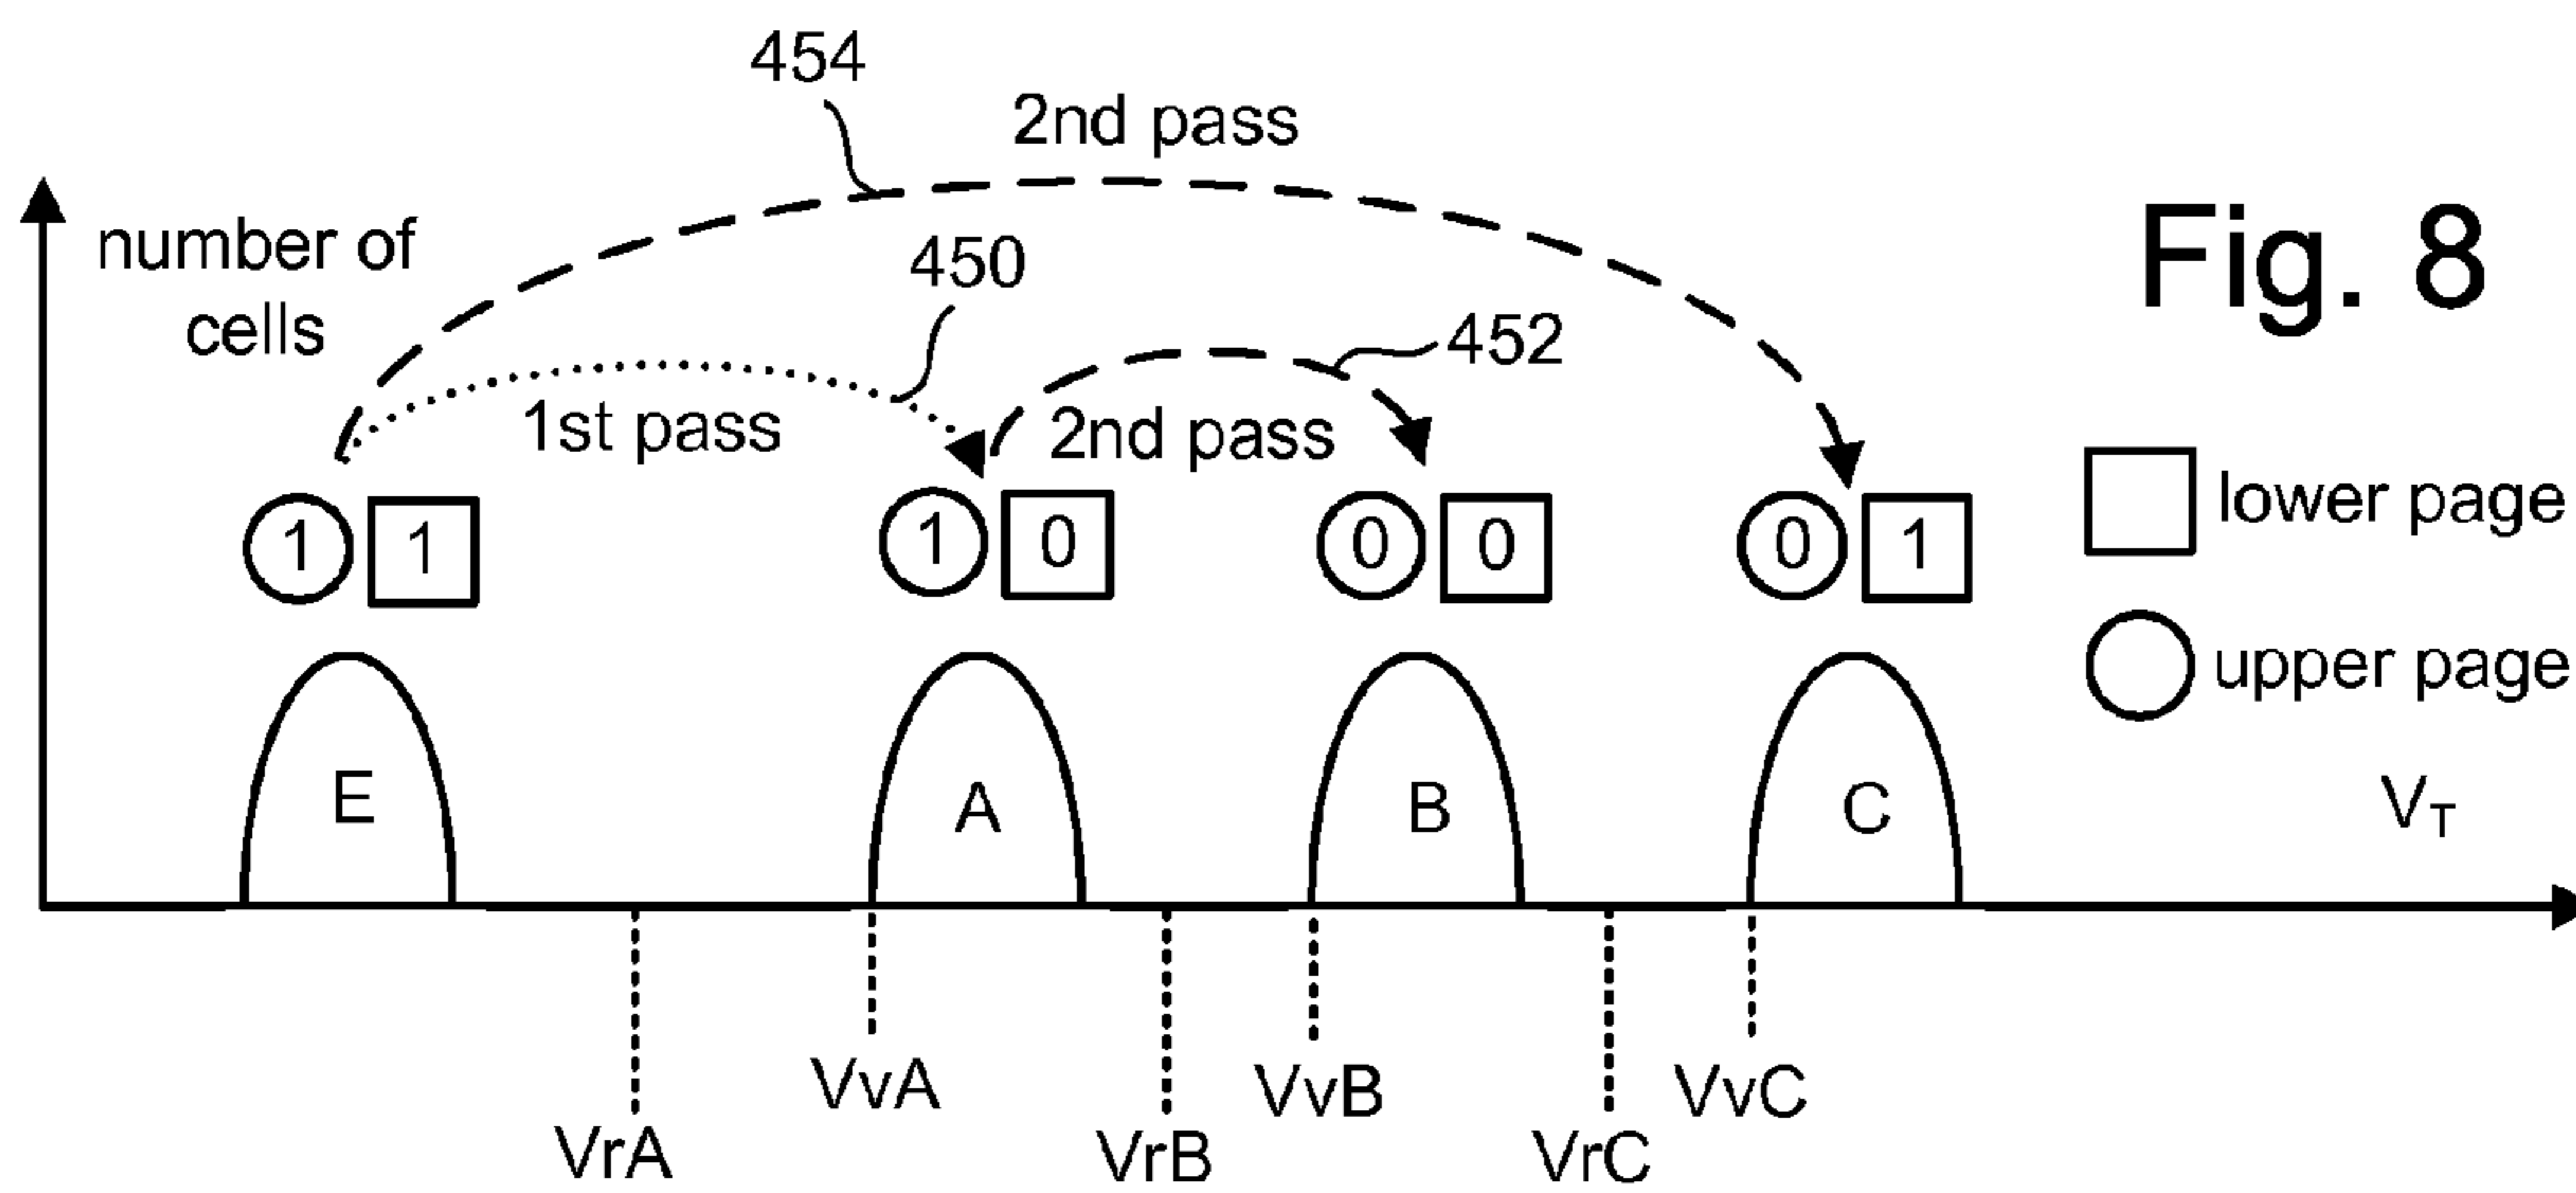 454
2nd pass
Fig. 8
number of
cells
450
452
1st pass
2nd pass
1 1
1 0
0 0
0 1
lower page
upper page
E
A
B
C
VT
VvA
VvB
VvC
VrA
VrB
VrC